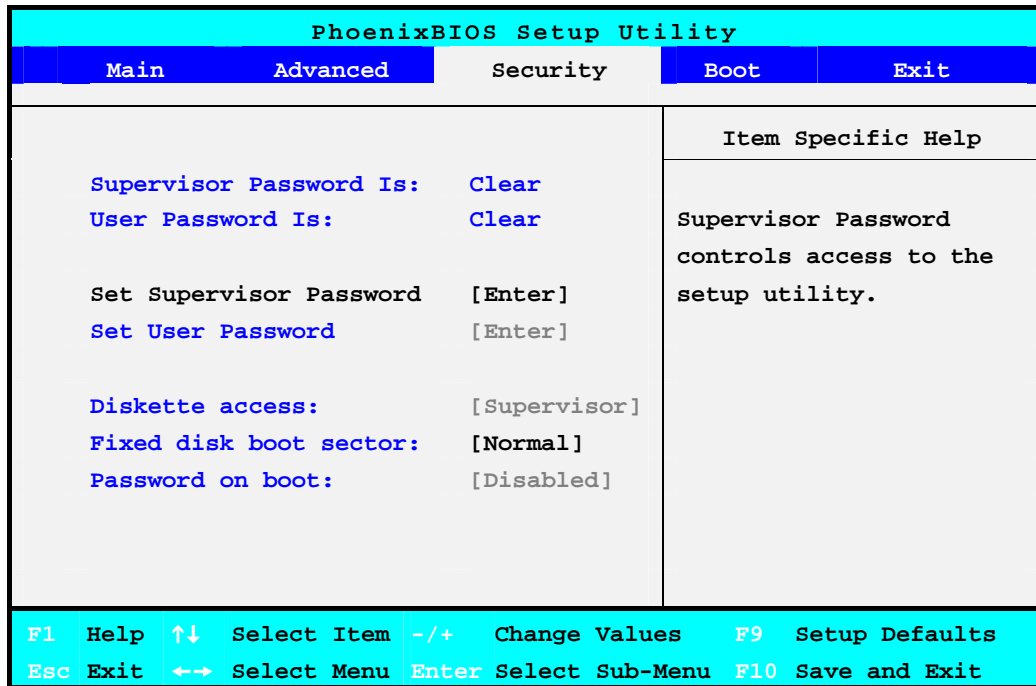 PhoenixBIOS Setup Utility
Main Advanced Security Boot Exit
Item Specific Help
Supervisor Password Is: Clear
User Password Is: Clear
Set Supervisor Password [Enter]
Set User Password [Enter]
Diskette access: [Supervisor]
Fixed disk boot sector: [Normal]
Password on boot: [Disabled]
Supervisor Password
controls access to the
setup utility.
F1 Help ↑↓ Select Item -/+ Change Values F9 Setup Defaults
Esc Exit ←→ Select Menu Enter Select Sub-Menu F10 Save and Exit